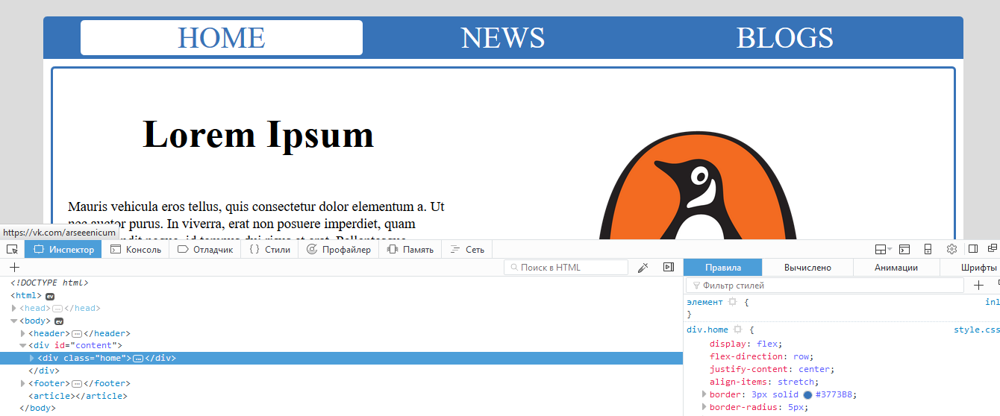 HOME NEWS BLOGS
Lorem Ipsum
Mauris vehicula eros tellus, quis consectetur dolor elementum a. Ut
nec auctor purus. In viverra, erat non posuere imperdiet, quam
https://vk.com/arseeenicum
Инспектор Консоль Отладчик { } Стили Профайлер Память Сеть
+ Поиск в HTML Правила Вычислено Анимации Шрифты
Фильтр стилей +
<!DOCTYPE html>
<html> ev
<head>…</head>
<body> ev
<header>…</header>
<div id="content">
<div class="home">…</div>
</div>
<footer>…</footer>
<article></article>
</body>
элемент { inl
}
div.home { style.css
display: flex;
flex-direction: row;
justify-content: center;
align-items: stretch;
border: 3px solid #3773B8;
border-radius: 5px;